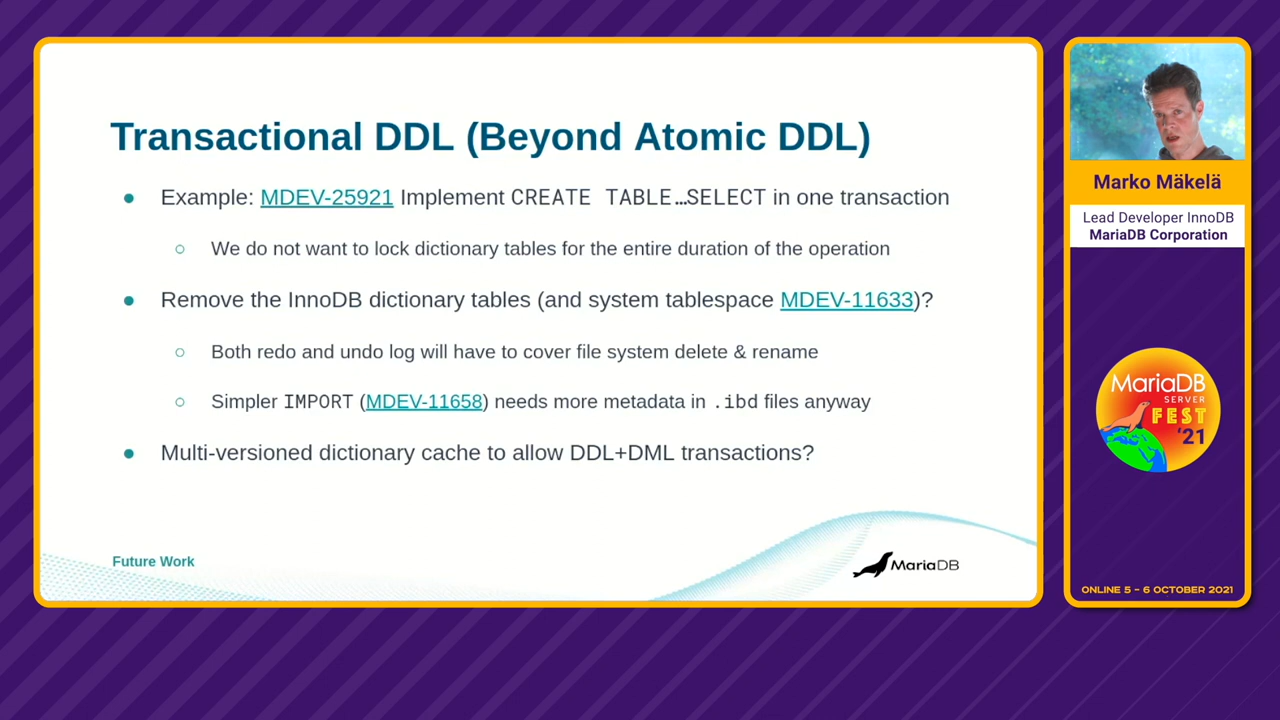 Transactional DDL (Beyond Atomic DDL)
● Example: MDEV-25921 Implement CREATE TABLE…SELECT in one transaction
○ We do not want to lock dictionary tables for the entire duration of the operation
● Remove the InnoDB dictionary tables (and system tablespace MDEV-11633)?
○ Both redo and undo log will have to cover file system delete & rename
○ Simpler IMPORT (MDEV-11658) needs more metadata in .ibd files anyway
● Multi-versioned dictionary cache to allow DDL+DML transactions?
Future Work
MariaDB
Marko Mäkelä
Lead Developer InnoDB
MariaDB Corporation
MariaDB
SERVER
FEST
'21
ONLINE 5 – 6 OCTOBER 2021